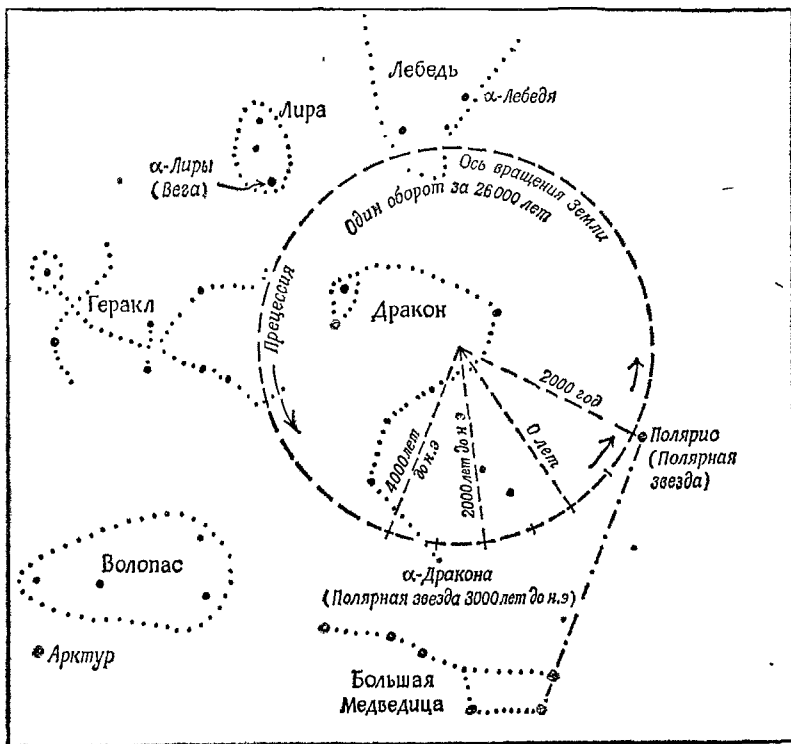 Лебедь
α-Лебедя
Лира
α-Лиры
(Вега)
Ось вращения Земли
Один оборот за 26000 лет
Прецессия
Геракл
Дракон
2000 год
0 лет
2000 лет до н э
4000 лет
до н.э
Полярис
(Полярная
звезда)
α-Дракона
(Полярная звезда 3000 лет до н.э)
Волопас
Арктур
Большая
Медведица